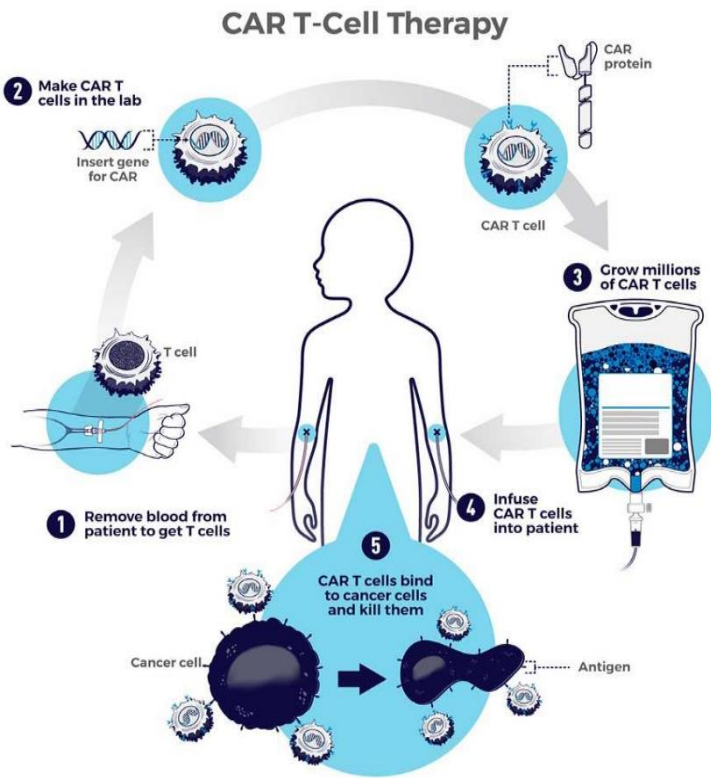 CAR T-Cell Therapy
CAR
protein
2
Make CAR T
cells in the lab
Insert gene
for CAR
CAR T cell
3
Grow millions
of CAR T cells
T cell
1
Remove blood from
patient to get T cells
4
Infuse
CAR T cells
into patient
5
CAR T cells bind
to cancer cells
and kill them
Cancer cell
Antigen